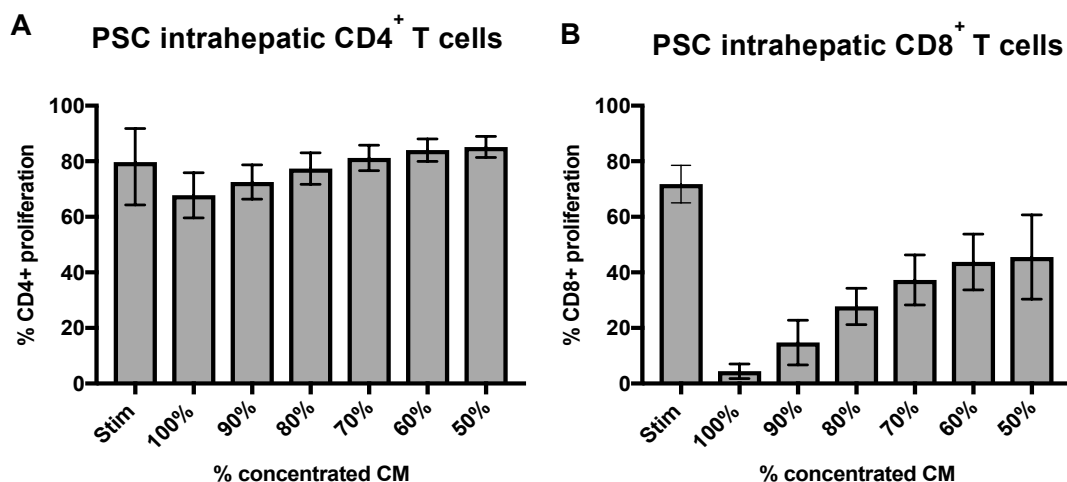 A
PSC intrahepatic CD4+ T cells
% CD4+ proliferation
100
80
60
40
20
0
Stim
100%
90%
80%
70%
60%
50%
% concentrated CM
B
PSC intrahepatic CD8+ T cells
% CD8+ proliferation
100
80
60
40
20
0
Stim
100%
90%
80%
70%
60%
50%
% concentrated CM